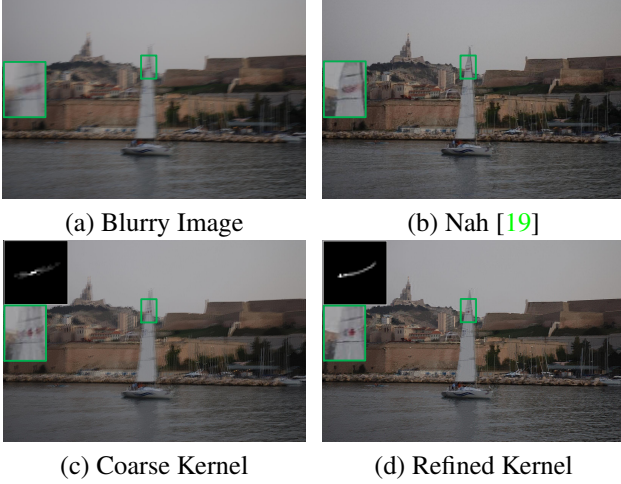 (a) Blurry Image
(b) Nah [19]
(c) Coarse Kernel
(d) Refined Kernel